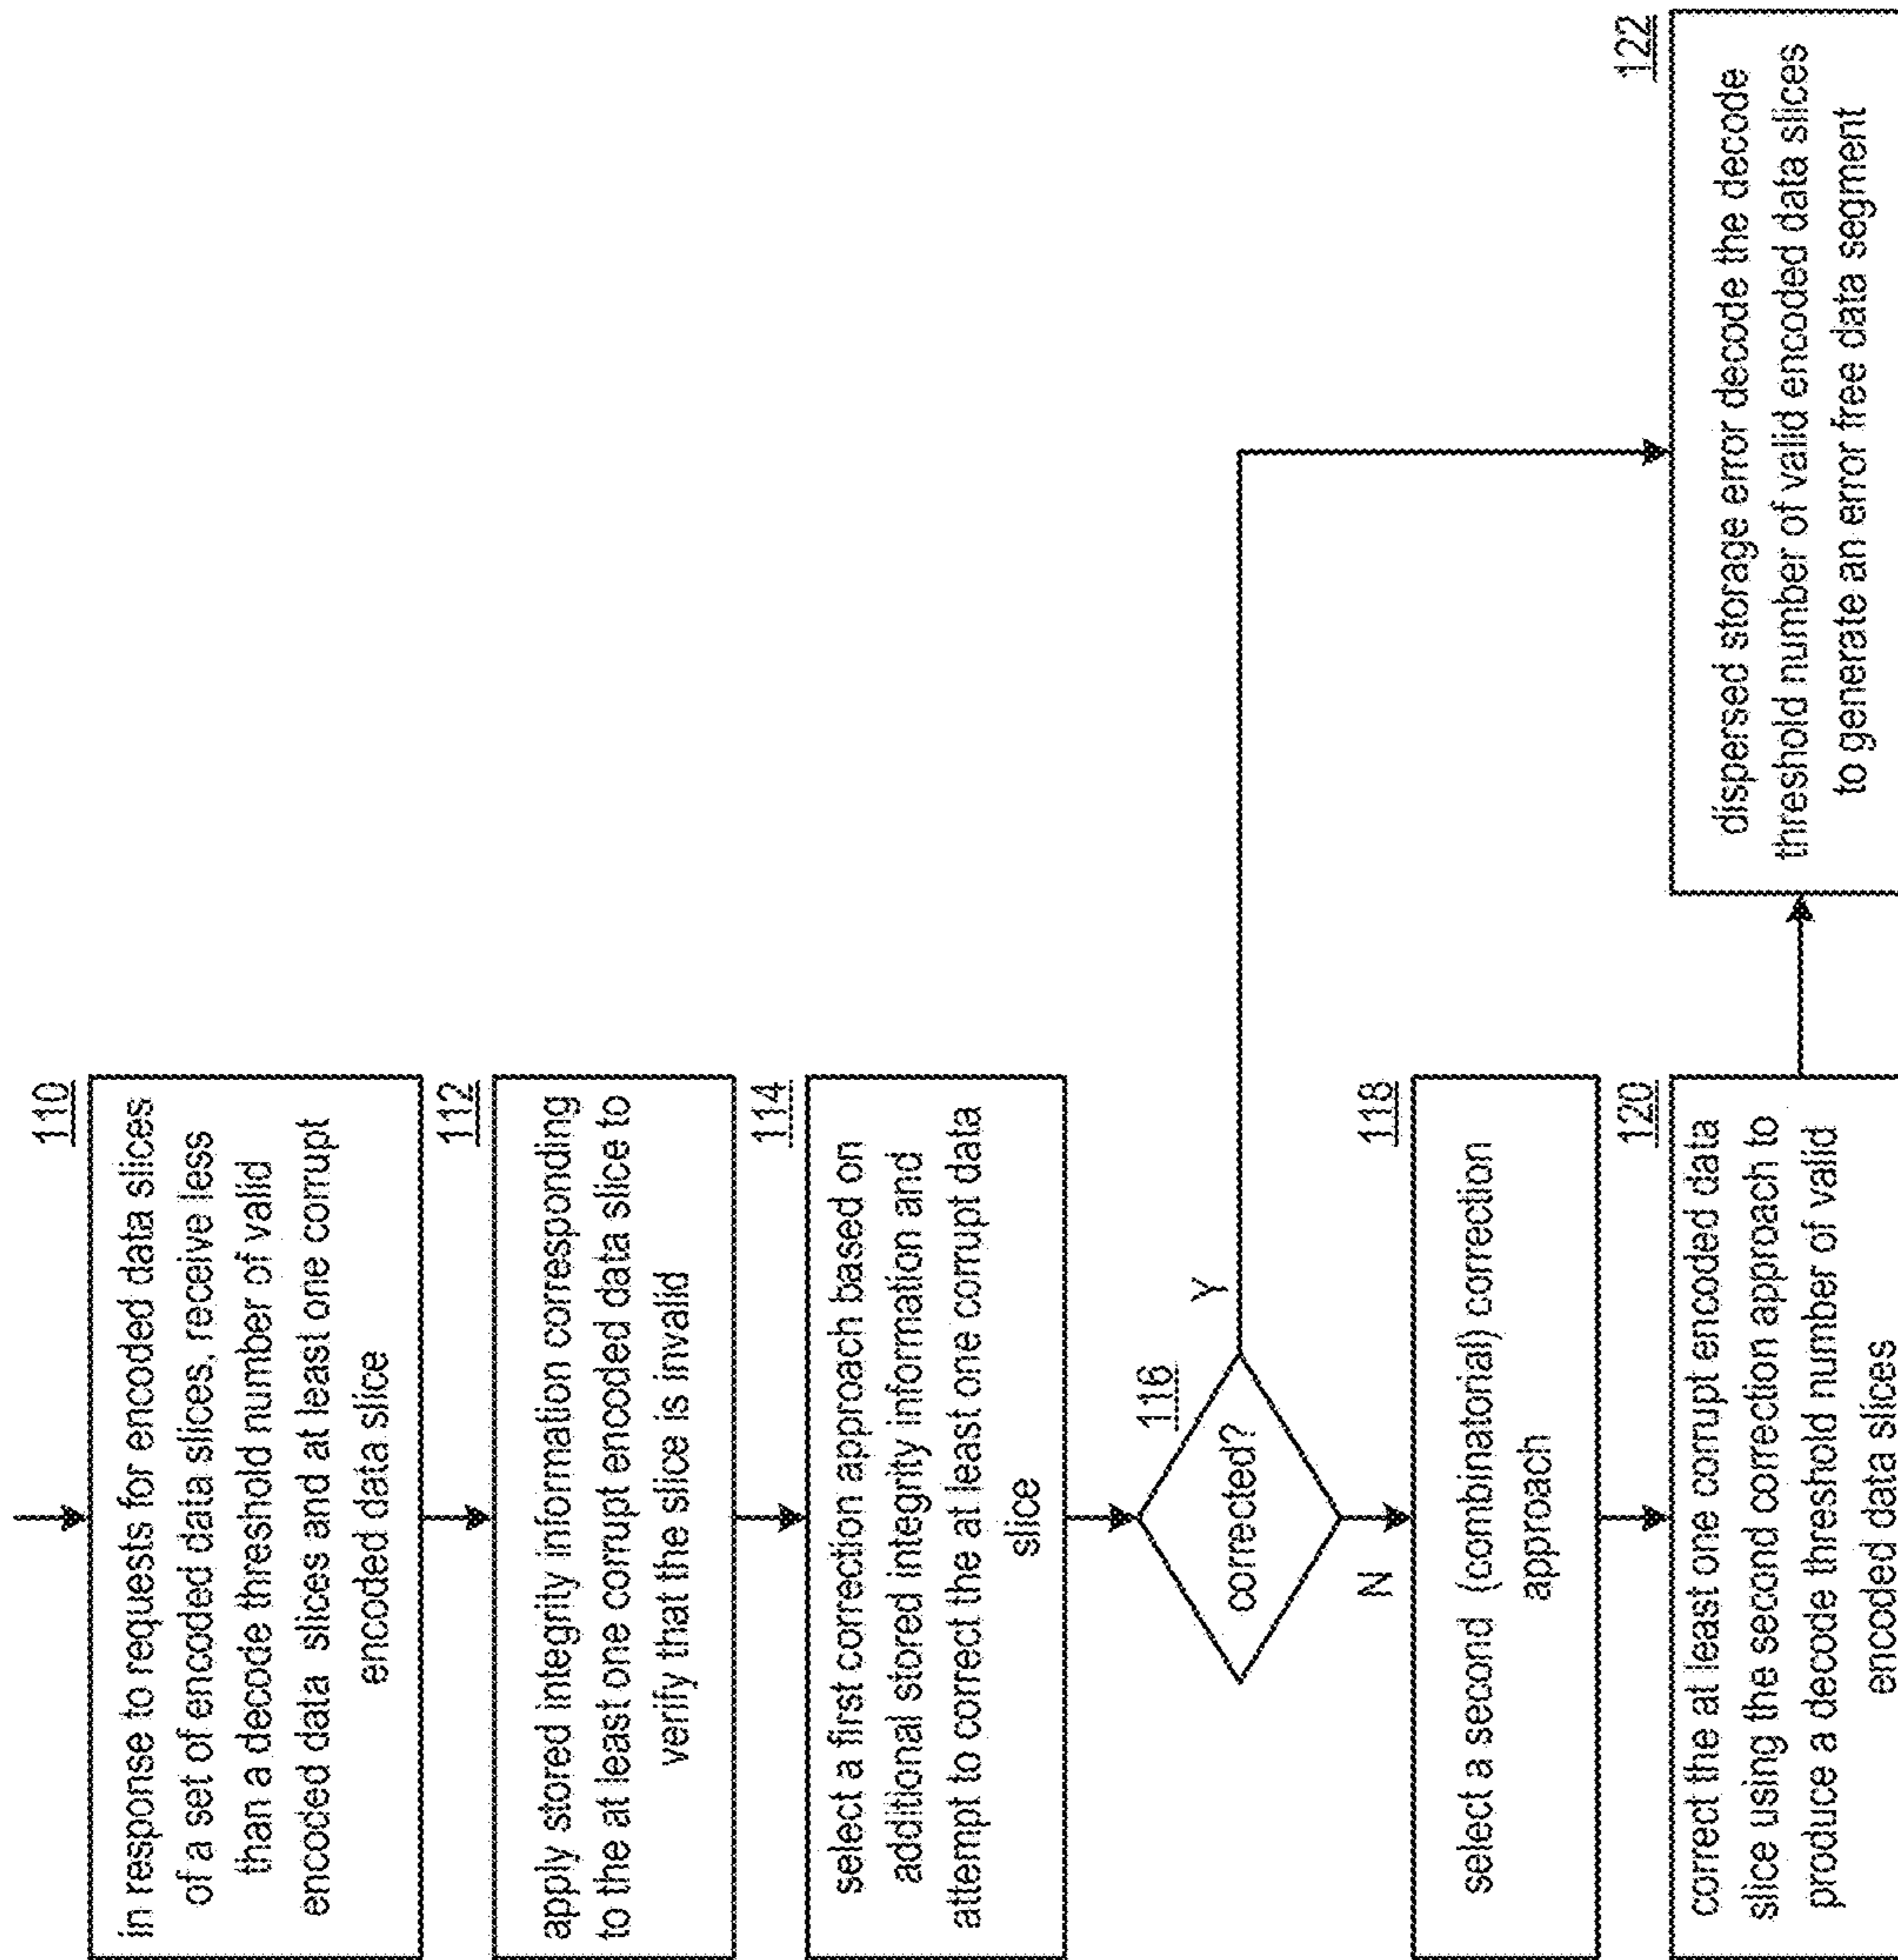 110
in response to requests for encoded data slices
of a set of encoded data slices, receive less
than a decode threshold number of valid
encoded data slices and at least one corrupt
encoded data slice
112
apply stored integrity information corresponding
to the at least one corrupt encoded data slice to
verify that the slice is invalid
114
select a first correction approach based on
additional stored integrity information and
attempt to correct the at least one corrupt data
slice
116
corrected?
Y
N
118
select a second (combinatorial) correction
approach
120
correct the at least one corrupt encoded data
slice using the second correction approach to
produce a decode threshold number of valid
encoded data slices
122
dispersed storage error decode the decode
threshold number of valid encoded data slices
to generate an error free data segment